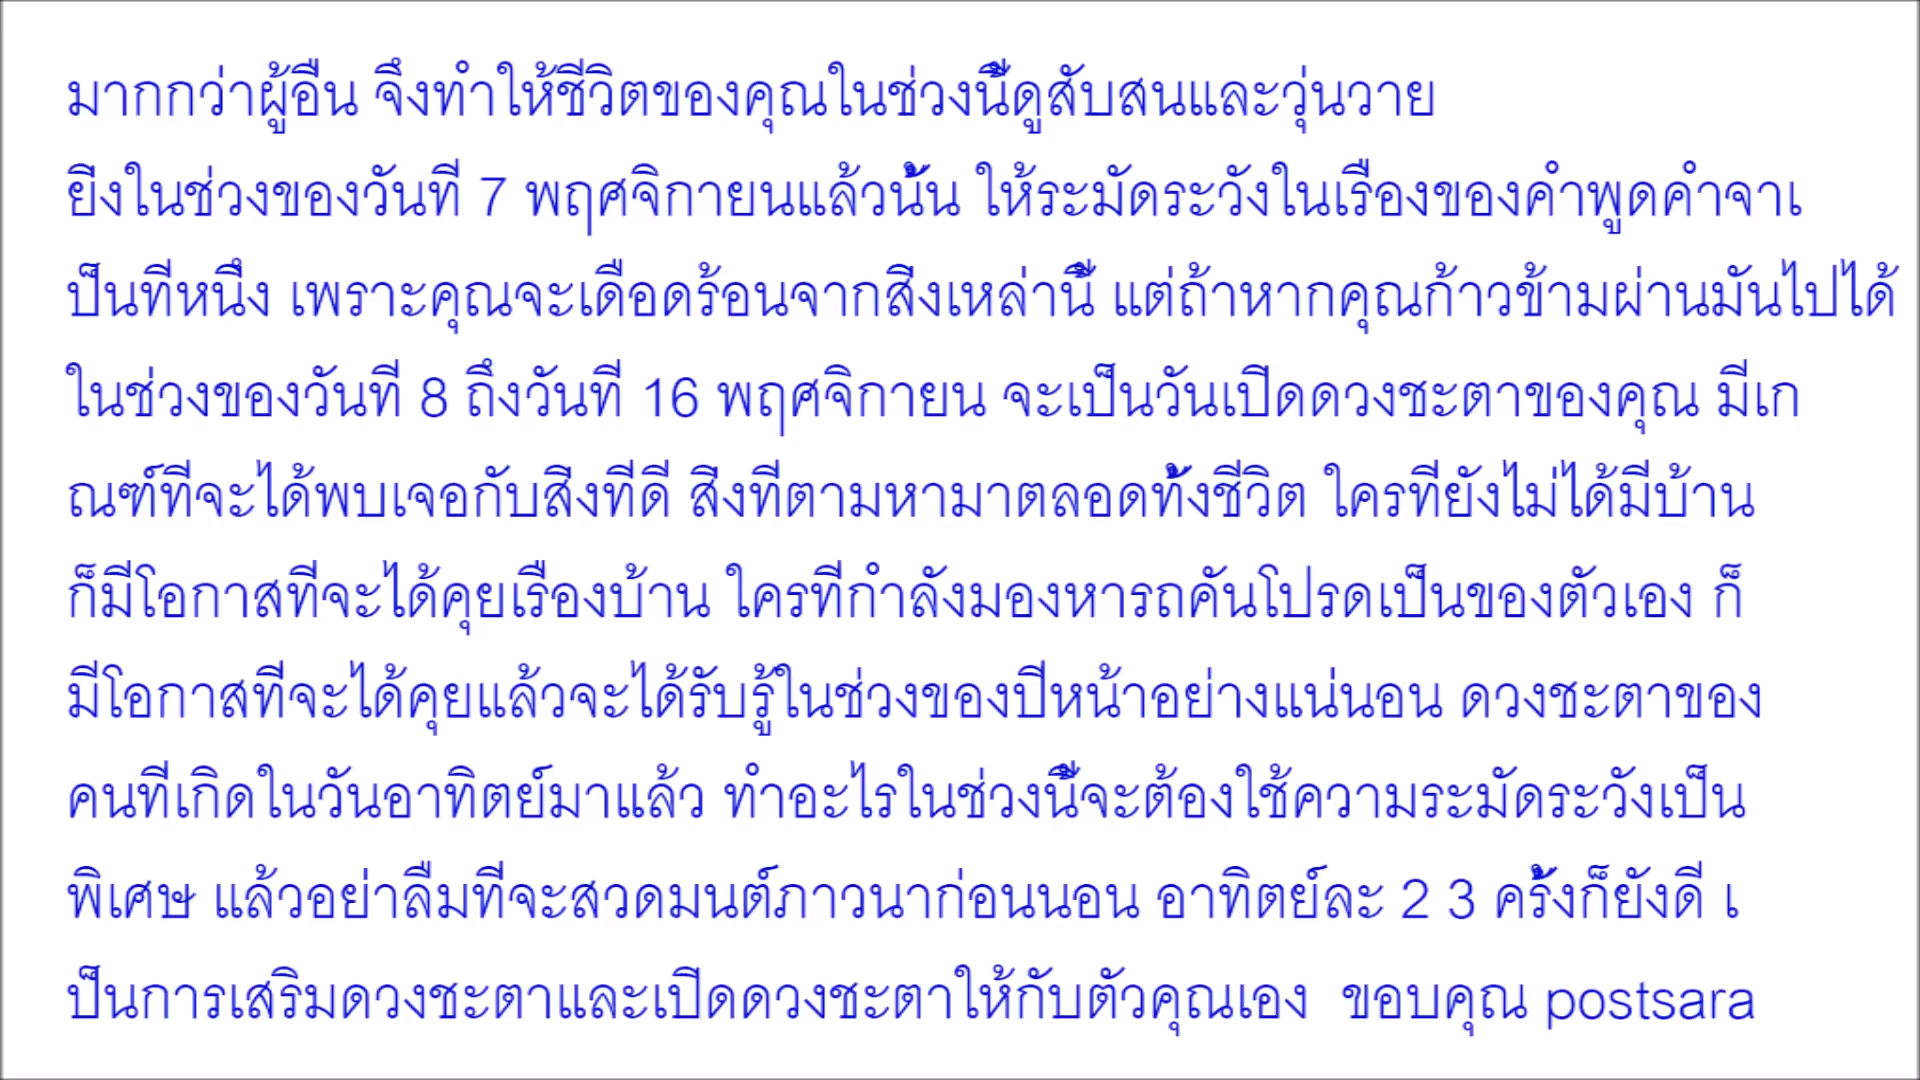 มากกว่าผู้อื่น จึงทำให้ชีวิตของคุณในช่วงนี้ดูสับสนและวุ่นวาย
ยิ่งในช่วงของวันที่ 7 พฤศจิกายนแล้วนั้น ให้ระมัดระวังในเรื่องของคำพูดคำจาเ
ป็นที่หนึ่ง เพราะคุณจะเดือดร้อนจากสิ่งเหล่านี้ แต่ถ้าหากคุณก้าวข้ามผ่านมันไปได้
ในช่วงของวันที่ 8 ถึงวันที่ 16 พฤศจิกายน จะเป็นวันเปิดดวงชะตาของคุณ มีเก
ณฑ์ที่จะได้พบเจอกับสิ่งที่ดี สิ่งที่ตามหามาตลอดทั้งชีวิต ใครที่ยังไม่ได้มีบ้าน
ก็มีโอกาสที่จะได้คุยเรื่องบ้าน ใครที่กำลังมองหารถคันโปรดเป็นของตัวเอง ก็
มีโอกาสที่จะได้คุยแล้วจะได้รับรู้ในช่วงของปีหน้าอย่างแน่นอน ดวงชะตาของ
คนที่เกิดในวันอาทิตย์มาแล้ว ทำอะไรในช่วงนี้จะต้องใช้ความระมัดระวังเป็น
พิเศษ แล้วอย่าลืมที่จะสวดมนต์ภาวนาก่อนนอน อาทิตย์ละ 2 3 ครั้งก็ยังดี เ
ป็นการเสริมดวงชะตาและเปิดดวงชะตาให้กับตัวคุณเอง  ขอบคุณ postsara